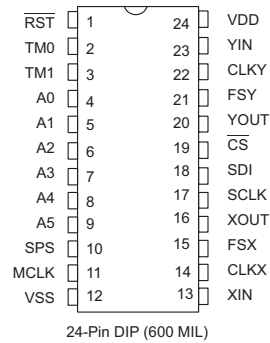 RST 1 24 VDD
TM0 2 23 YIN
TM1 3 22 CLKY
A0 4 21 FSY
A1 5 20 YOUT
A2 6 19 CS
A3 7 18 SDI
A4 8 17 SCLK
A5 9 16 XOUT
SPS 10 15 FSX
MCLK 11 14 CLKX
VSS 12 13 XIN
24-Pin DIP (600 MIL)